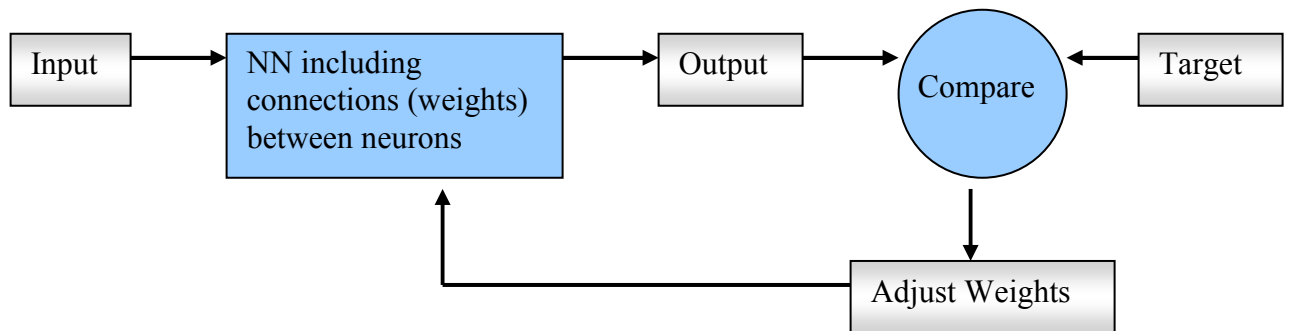 Input
NN including
connections (weights)
between neurons
Output
Compare
Target
Adjust Weights